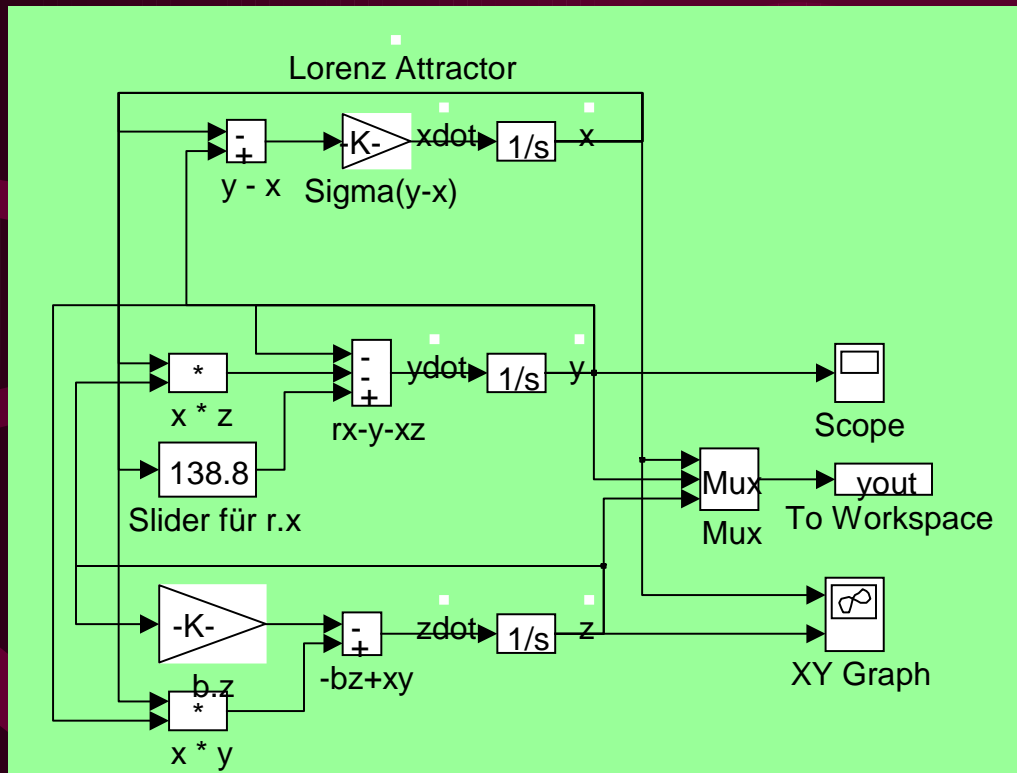 Lorenz Attractor
-
+
y - x
-K-
Sigma(y-x)
xdot
1/s
x
*
x * z
138.8
Slider für r.x
-
-
+
rx-y-xz
ydot
1/s
y
Scope
Mux
Mux
yout
To Workspace
-K-
b.z
-
+
-bz+xy
zdot
1/s
z
XY Graph
*
x * y